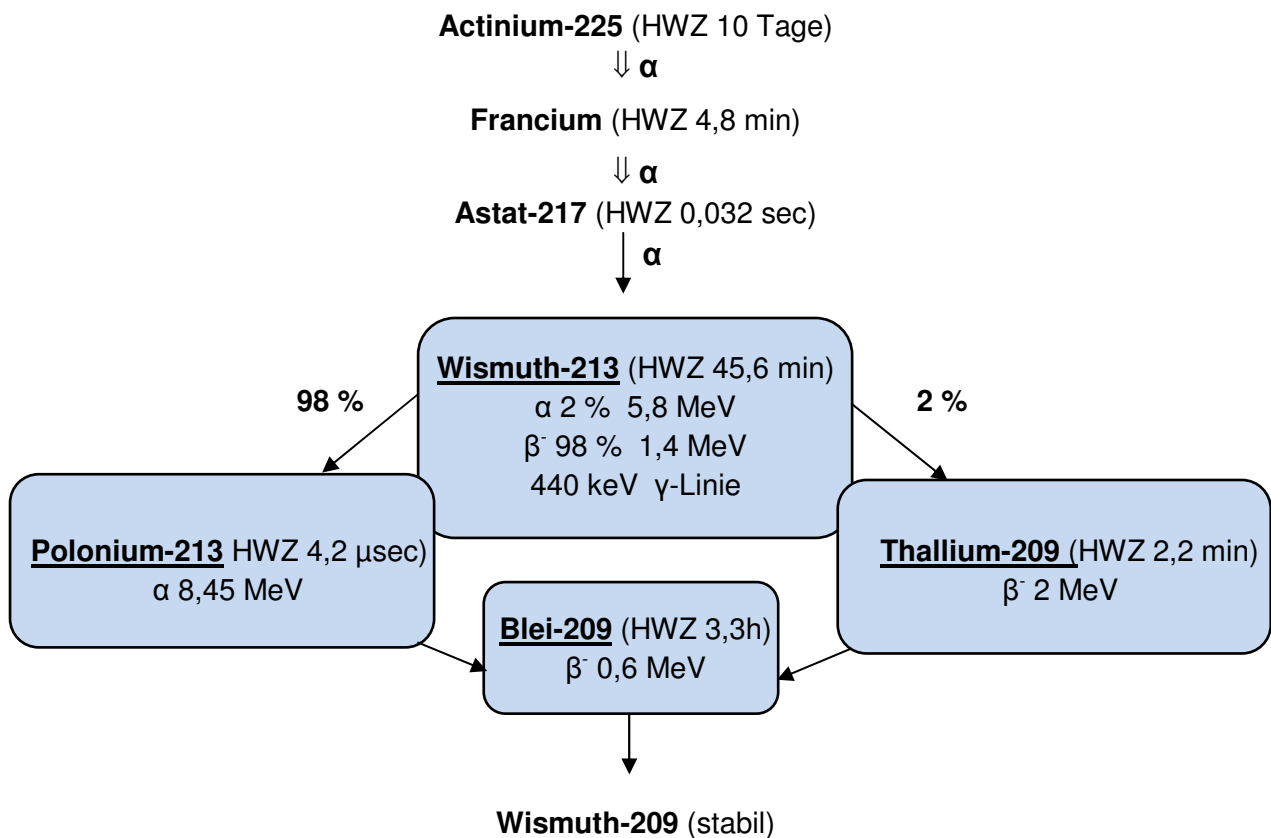 Actinium-225 (HWZ 10 Tage)
⇓ α
Francium (HWZ 4,8 min)
⇓ α
Astat-217 (HWZ 0,032 sec)
α
Wismuth-213 (HWZ 45,6 min)
α 2 % 5,8 MeV
β⁻ 98 % 1,4 MeV
440 keV γ-Linie
98 %
2 %
Polonium-213 HWZ 4,2 µsec)
α 8,45 MeV
Thallium-209 (HWZ 2,2 min)
β⁻ 2 MeV
Blei-209 (HWZ 3,3h)
β⁻ 0,6 MeV
Wismuth-209 (stabil)